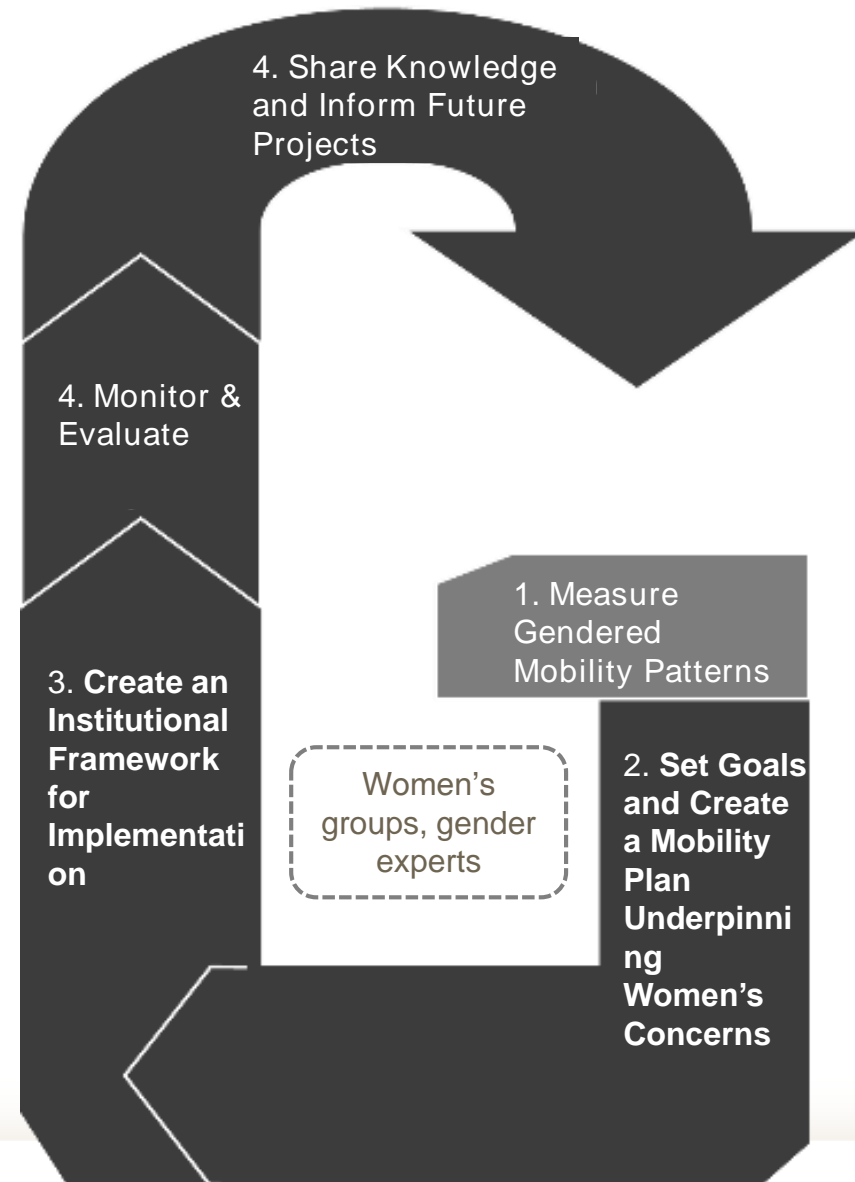 4. Share Knowledge
and Inform Future
Projects
4. Monitor &
Evaluate
1. Measure
Gendered
Mobility Patterns
3. Create an
Institutional
Framework
for
Implementati
on
Women’s
groups, gender
experts
2. Set Goals
and Create
a Mobility
Plan
Underpinni
ng
Women’s
Concerns